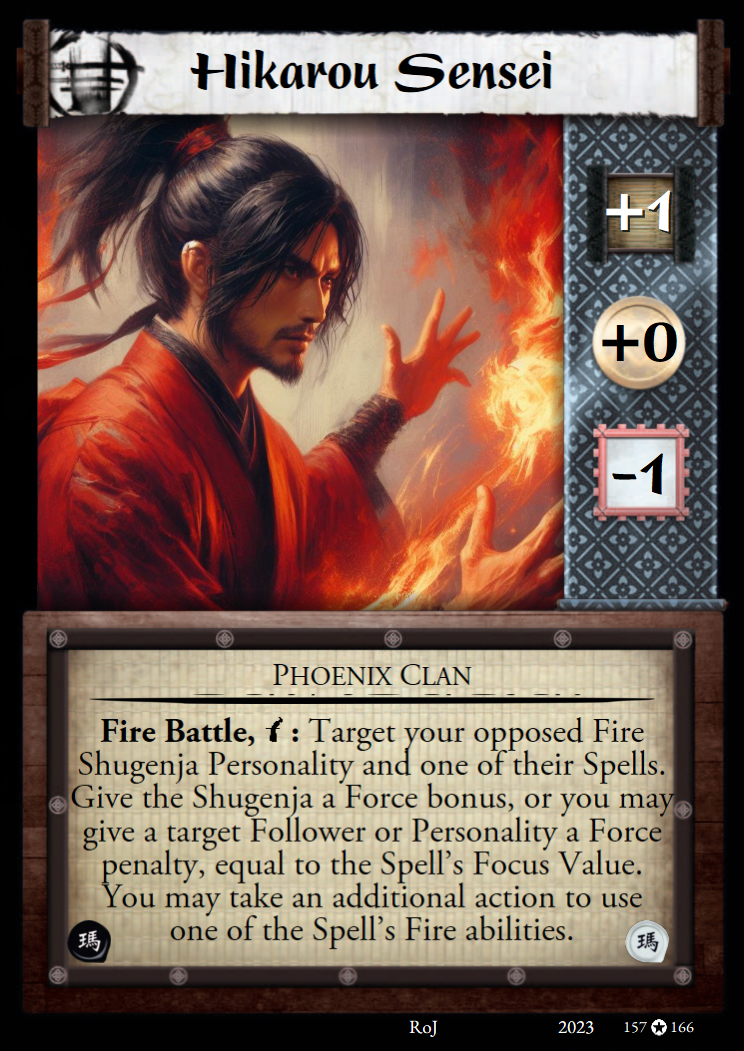 Hikarou Sensei
+1
+0
-1
PHOENIX CLAN
Fire Battle, : Target your opposed Fire
Shugenja Personality and one of their Spells.
Give the Shugenja a Force bonus, or you may
give a target Follower or Personality a Force
penalty, equal to the Spell's Focus Value.
You may take an additional action to use
one of the Spell's Fire abilities.
瑪 瑪
RoJ 2023 157 166